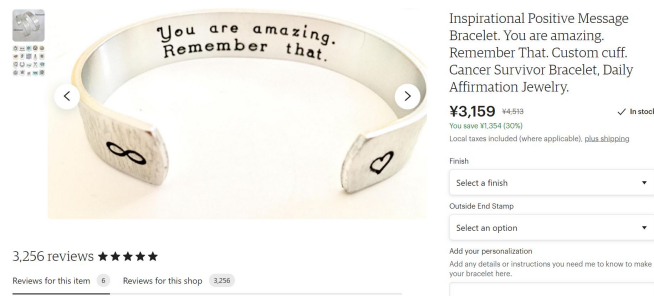 You are amazing.
Remember that.
Inspirational Positive Message
Bracelet. You are amazing.
Remember That. Custom cuff.
Cancer Survivor Bracelet, Daily
Affirmation Jewelry.
¥3,159 ¥4,513 In stock
You save ¥1,354 (30%)
Local taxes included (where applicable), plus shipping
Finish
Select a finish
Outside End Stamp
Select an option
Add your personalization
Add any details or instructions you need me to know to make
your bracelet here.
3,256 reviews
Reviews for this item 6 Reviews for this shop 3,256